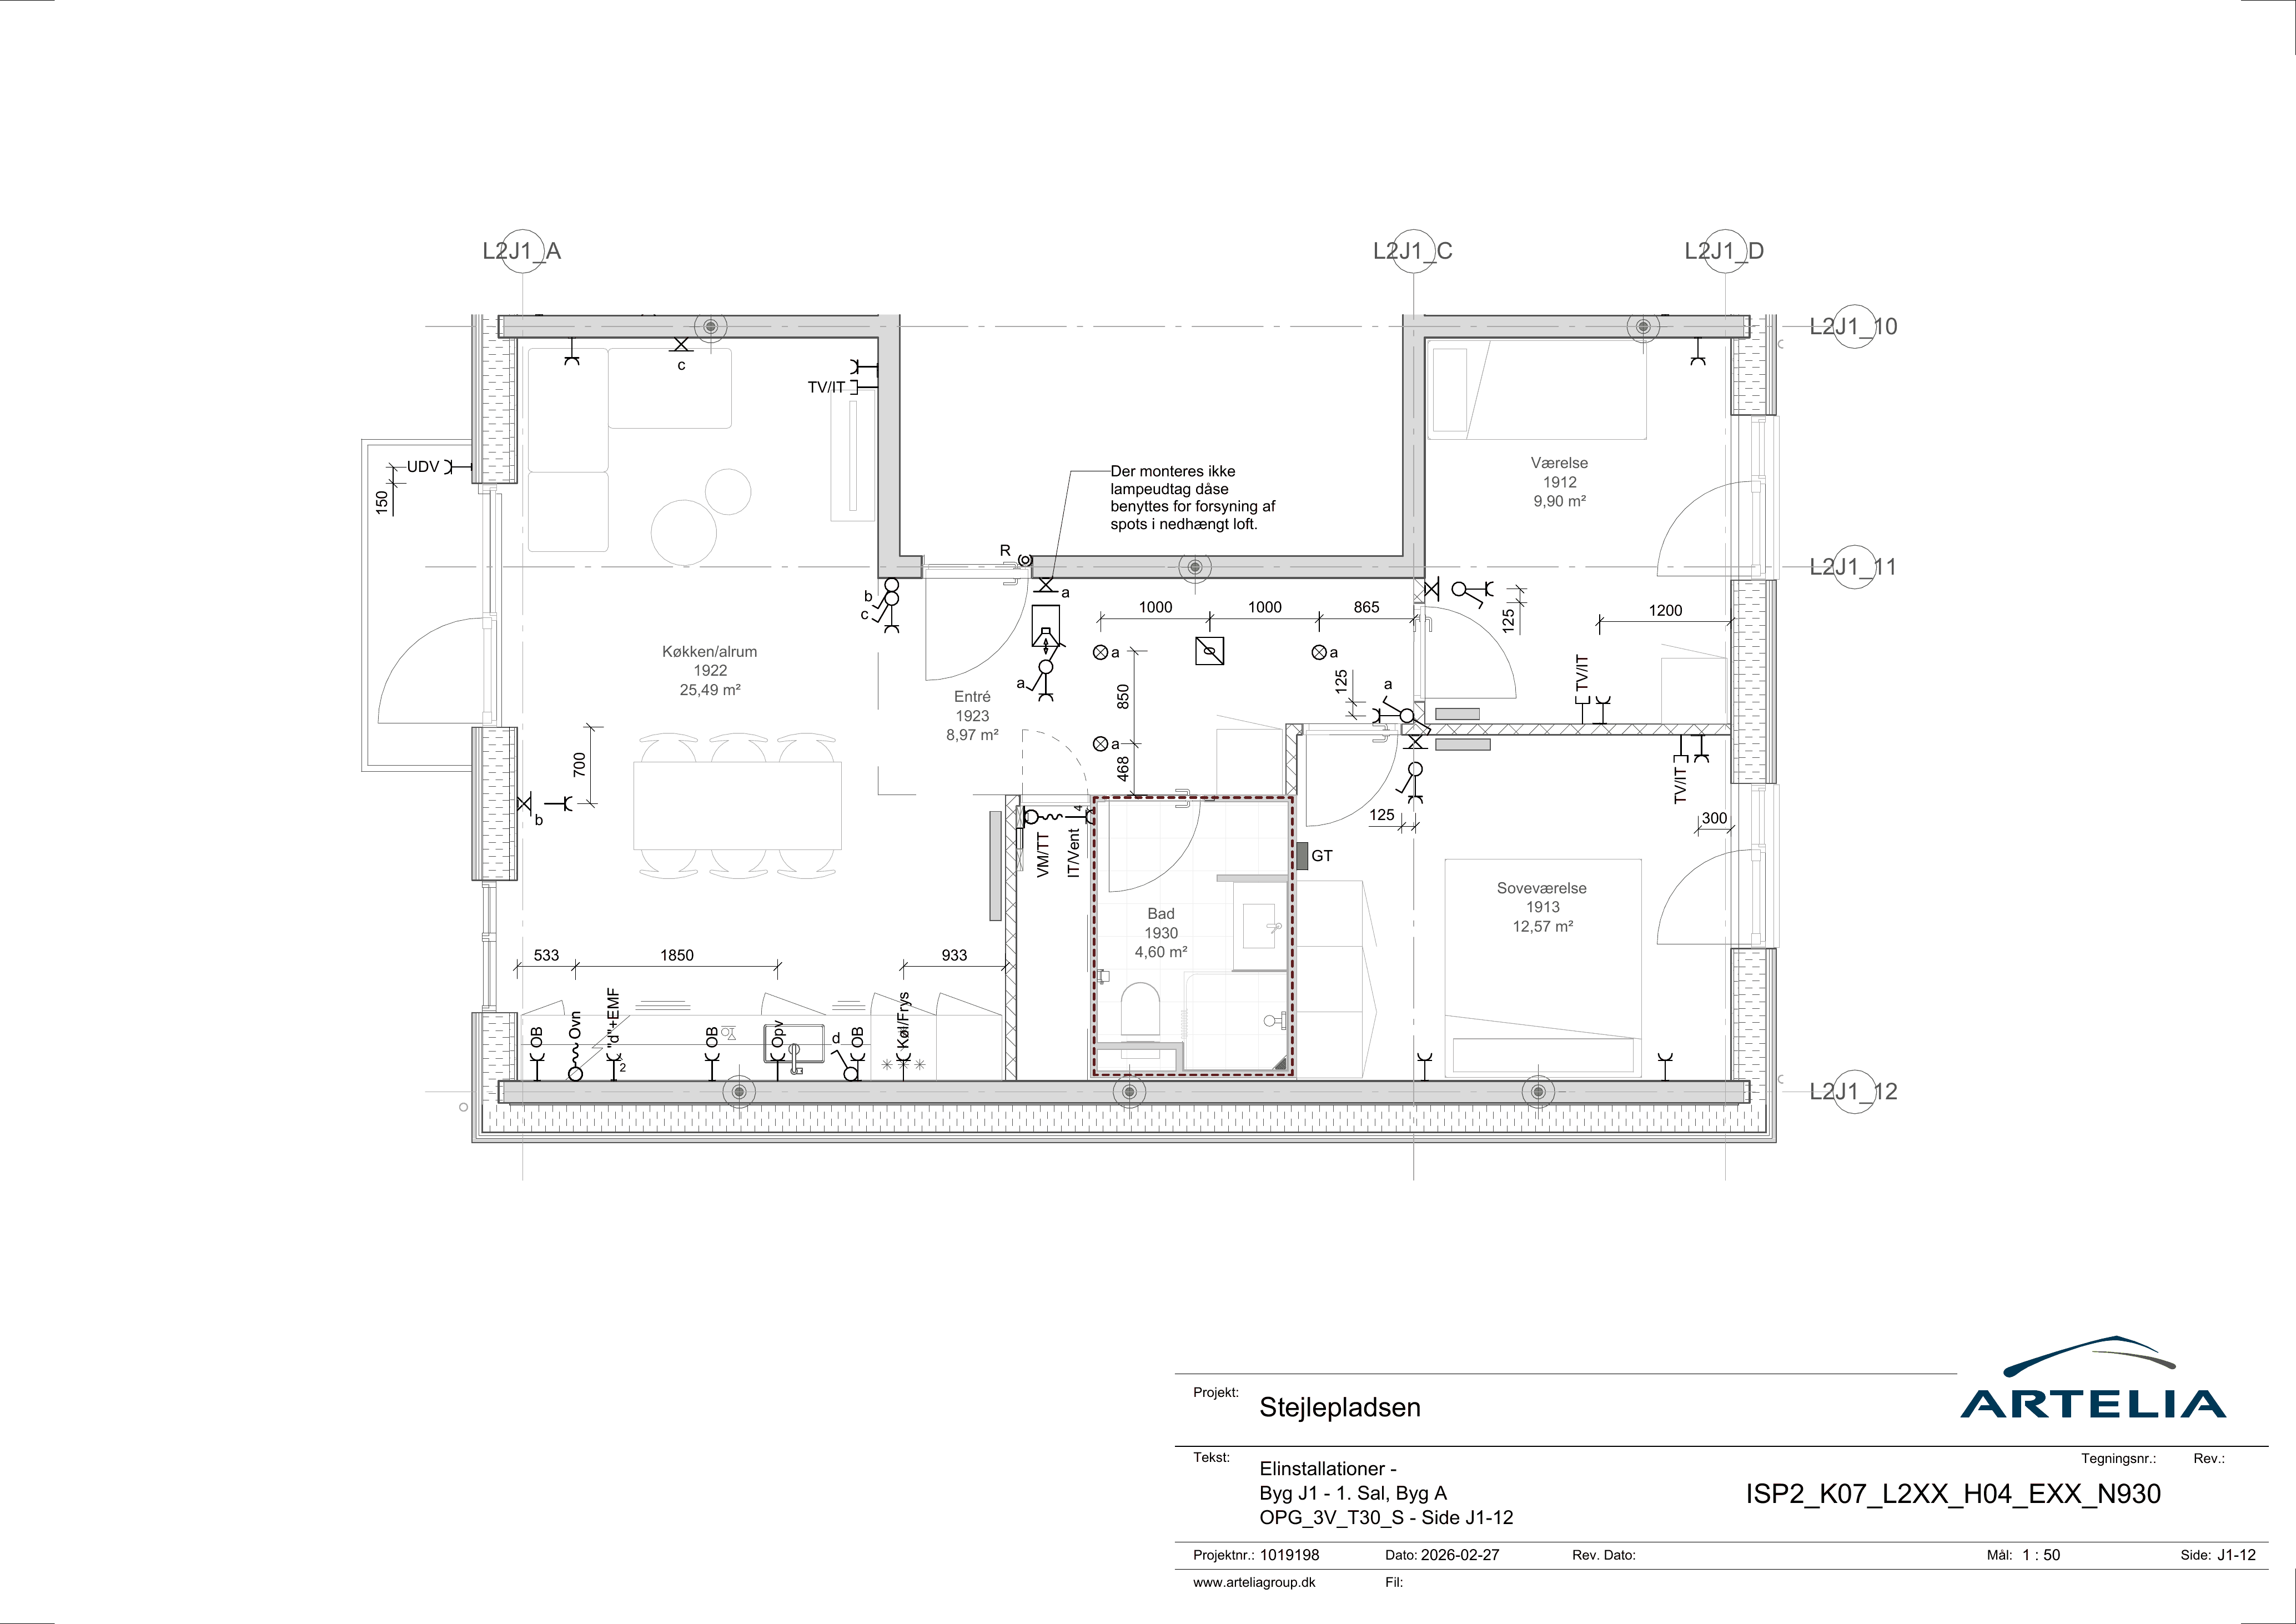 L2J1_A
L2J1_C
L2J1_D
L2J1_10
c
TV/IT
UDV
150
Værelse
1912
9,90 m²
Der monteres ikke
lampeudtag dåse
benyttes for forsyning af
spots i nedhængt loft.
R
L2J1_11
b
c
a
1000
1000
865
125
1200
Køkken/alrum
1922
25,49 m²
a
a
a
850
125
a
TV/IT
Entré
1923
8,97 m²
a
468
700
b
TV/IT
125
300
4
VM/TT
IT/Vent
GT
Soveværelse
1913
12,57 m²
Bad
1930
4,60 m²
533
1850
933
OB
Ovn
"d"+EMF
2
OB
Opv
d
OB
Køl/Frys
L2J1_12
Projekt:
Stejlepladsen
ARTELIA
Tekst:
Elinstallationer -
Byg J1 - 1. Sal, Byg A
OPG_3V_T30_S - Side J1-12
Tegningsnr.:
Rev.:
ISP2_K07_L2XX_H04_EXX_N930
Projektnr.: 1019198
Dato: 2026-02-27
Rev. Dato:
Mål: 1 : 50
Side: J1-12
www.arteliagroup.dk
Fil: